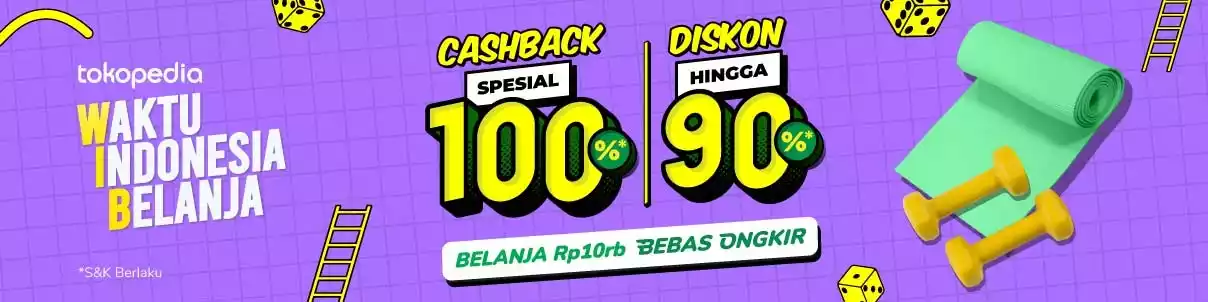 tokopedia
WAKTU
INDONESIA
BELANJA
*S&K Berlaku
CASHBACK
SPESIAL
100%*
DISKON
HINGGA
90%*
BELANJA Rp10rb BEBAS ONGKIR